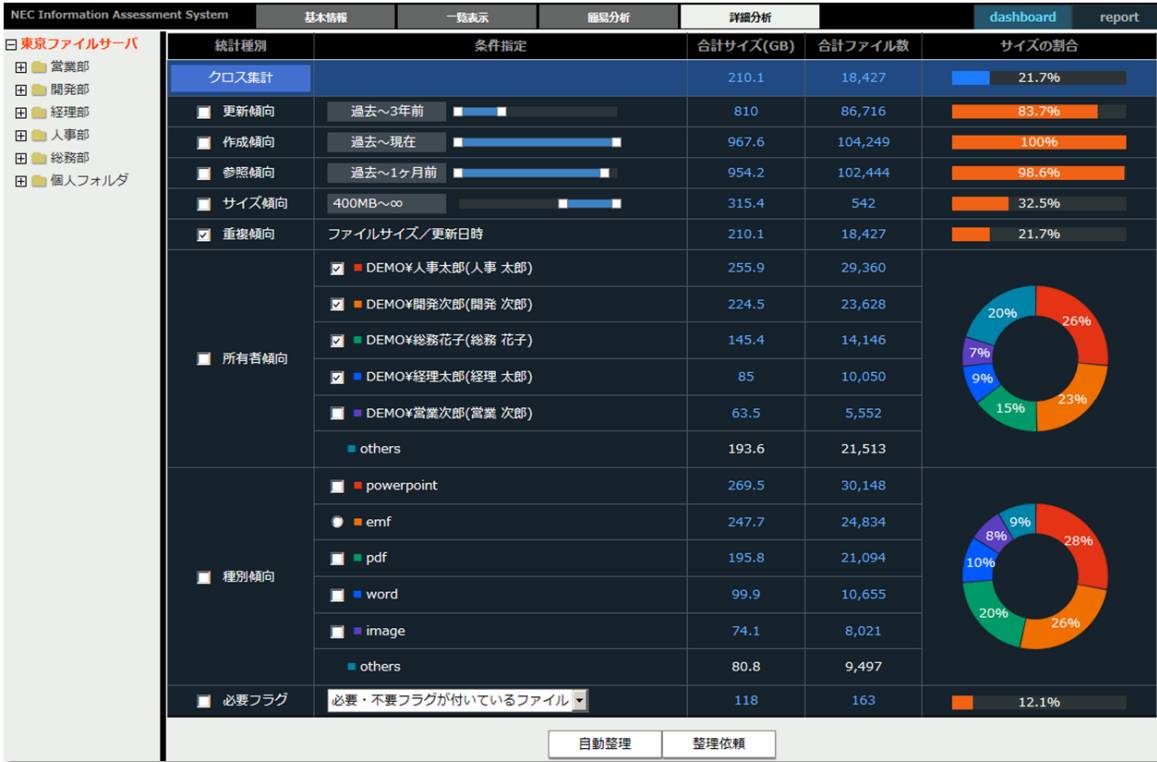 NEC Information Assessment System 基本情報 一覧表示 簡易分析 詳細分析 dashboard report
東京ファイルサーバ
営業部
開発部
経理部
人事部
総務部
個人フォルダ
統計種別 条件指定 合計サイズ(GB) 合計ファイル数 サイズの割合
クロス集計 210.1 18,427 21.7%
更新傾向 過去～3年前 810 86,716 83.7%
作成傾向 過去～現在 967.6 104,249 100%
参照傾向 過去～1ヶ月前 954.2 102,444 98.6%
サイズ傾向 400MB～∞ 315.4 542 32.5%
重複傾向 ファイルサイズ／更新日時 210.1 18,427 21.7%
所有者傾向
DEMO¥人事太郎(人事 太郎) 255.9 29,360
DEMO¥開発次郎(開発 次郎) 224.5 23,628
DEMO¥総務花子(総務 花子) 145.4 14,146
DEMO¥経理太郎(経理 太郎) 85 10,050
DEMO¥営業次郎(営業 次郎) 63.5 5,552
others 193.6 21,513
26%
23%
15%
9%
7%
20%
種別傾向
powerpoint 269.5 30,148
emf 247.7 24,834
pdf 195.8 21,094
word 99.9 10,655
image 74.1 8,021
others 80.8 9,497
28%
26%
20%
10%
8%
9%
必要フラグ 必要・不要フラグが付いているファイル 118 163 12.1%
自動整理 整理依頼